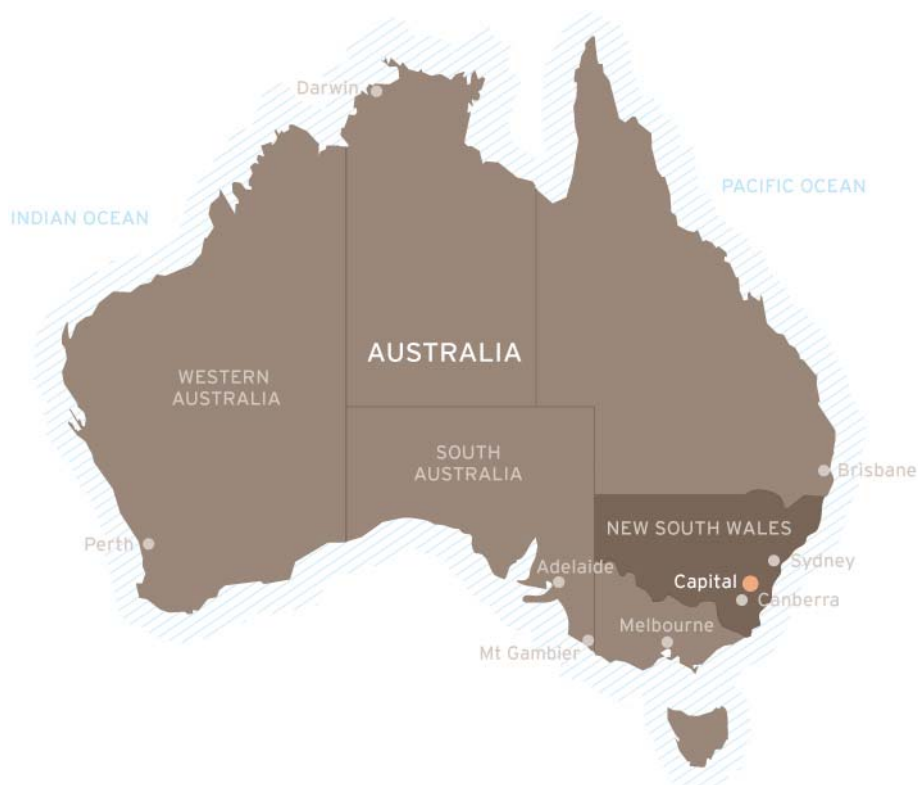 Darwin
PACIFIC OCEAN
INDIAN OCEAN
AUSTRALIA
WESTERN
AUSTRALIA
SOUTH
AUSTRALIA
Brisbane
NEW SOUTH WALES
Perth
Sydney
Adelaide
Capital
Canberra
Melbourne
Mt Gambier